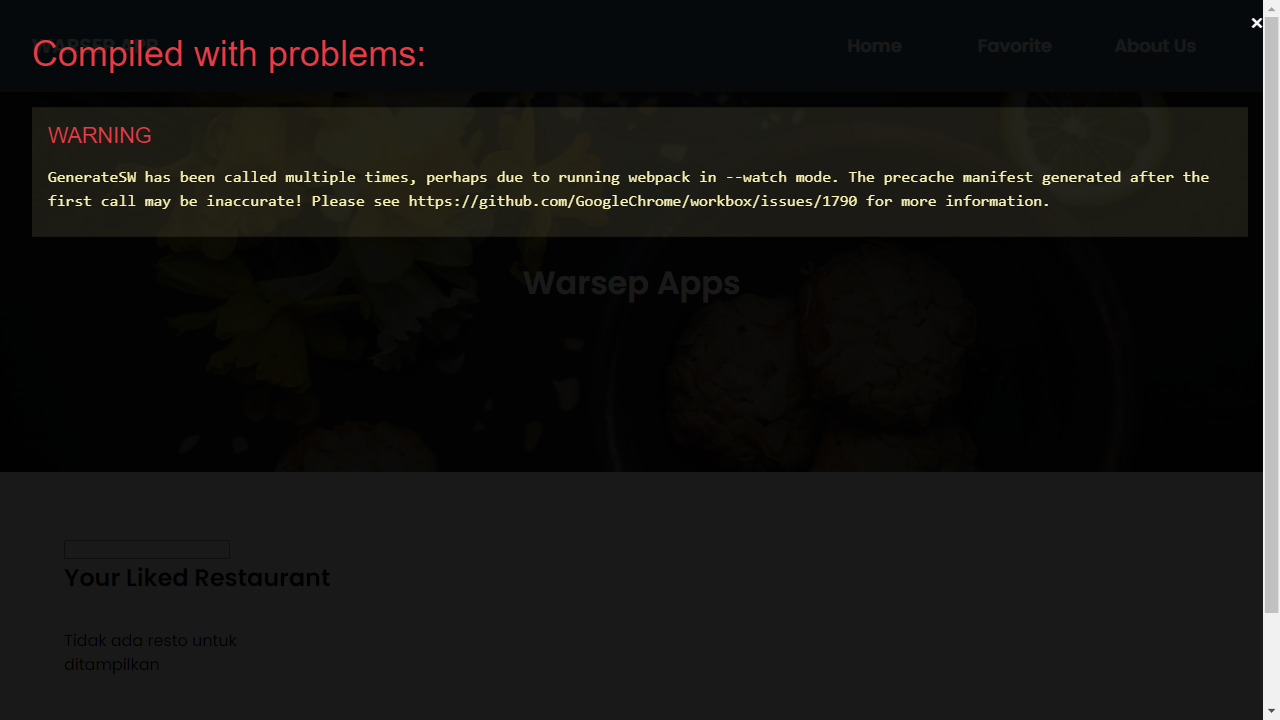 WARSEP APP
Compiled with problems:
Home Favorite About Us
WARNING
GenerateSW has been called multiple times, perhaps due to running webpack in --watch mode. The precache manifest generated after the
first call may be inaccurate! Please see https://github.com/GoogleChrome/workbox/issues/1790 for more information.
Warsep Apps
Your Liked Restaurant
Tidak ada resto untuk
ditampilkan